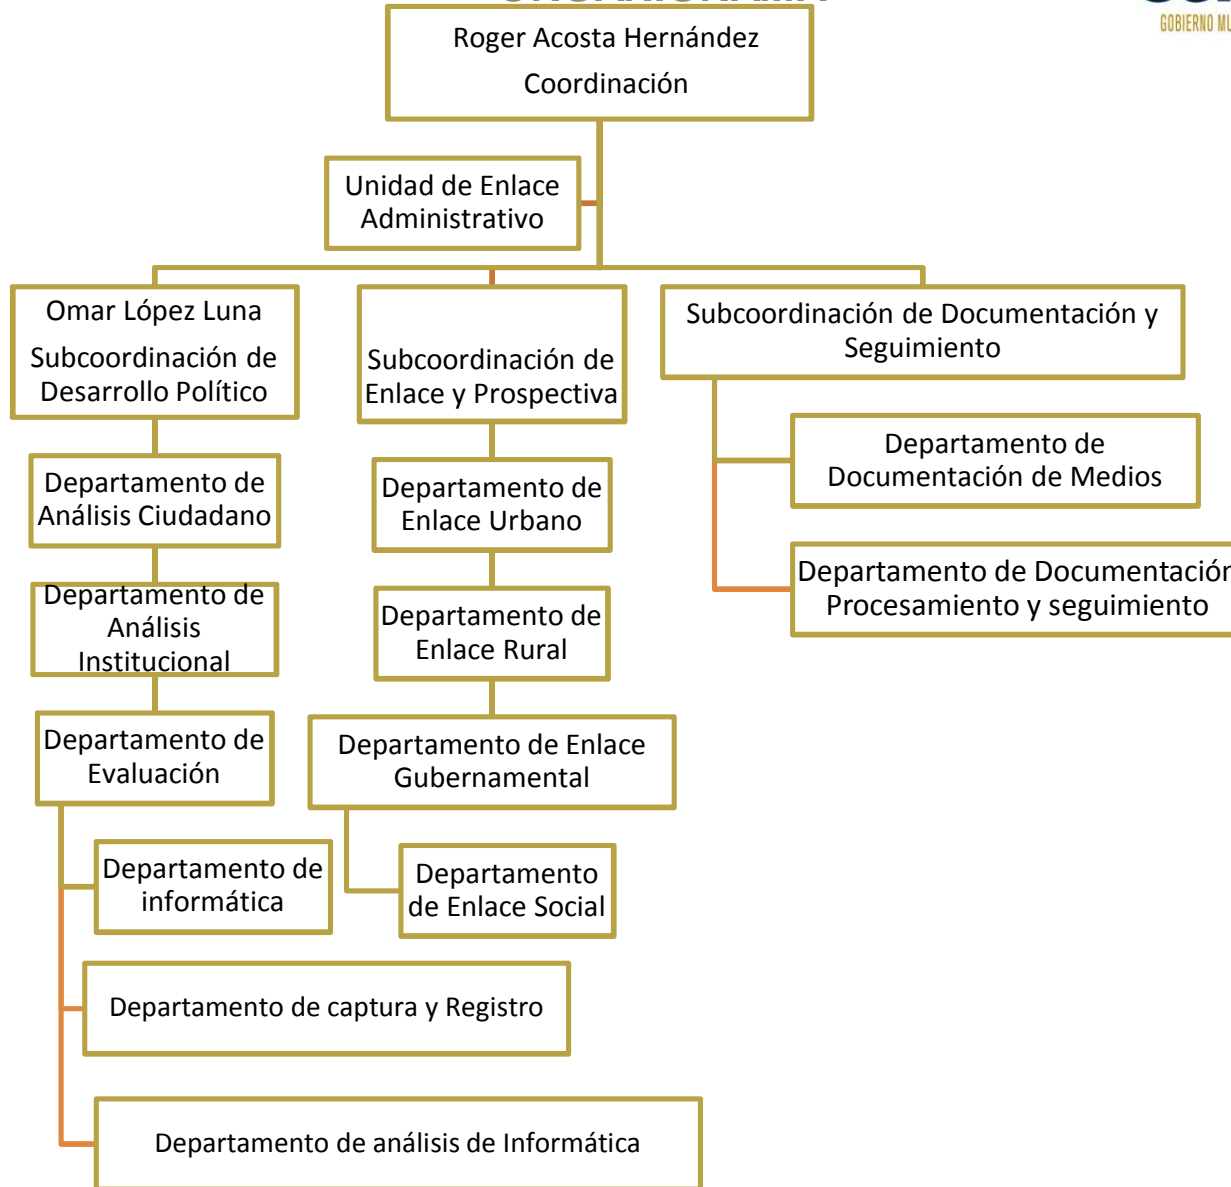 Roger Acosta Hernández
Coordinación
Unidad de Enlace
Administrativo
Omar López Luna
Subcoordinación de
Desarrollo Político
Subcoordinación de
Enlace y Prospectiva
Subcoordinación de Documentación y
Seguimiento
Departamento de
Análisis Ciudadano
Departamento de
Análisis
Institucional
Departamento de
Evaluación
Departamento de
informática
Departamento de captura y Registro
Departamento de análisis de Informática
Departamento de
Enlace Urbano
Departamento de
Enlace Rural
Departamento de Enlace
Gubernamental
Departamento
de Enlace Social
Departamento de
Documentación de Medios
Departamento de Documentación
Procesamiento y seguimiento
GOBIERNO